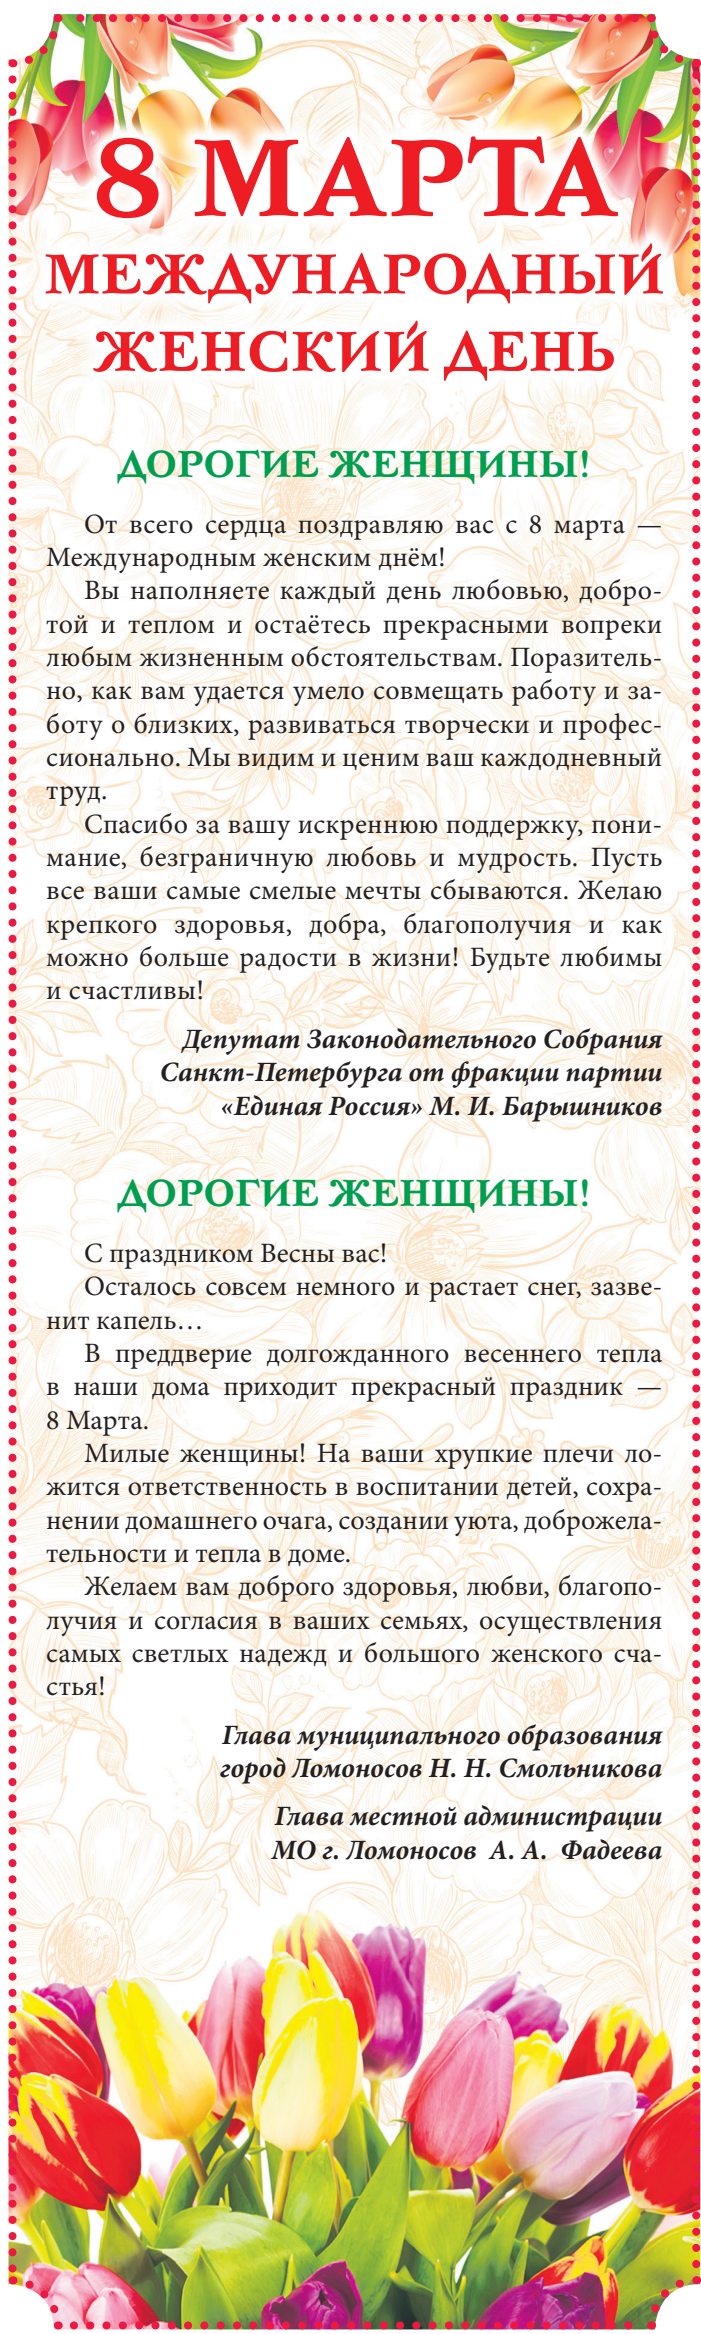 8 МАРТА
МЕЖДУНАРОДНЫЙ
ЖЕНСКИЙ ДЕНЬ
ДОРОГИЕ ЖЕНЩИНЫ!
От всего сердца поздравляю вас с 8 марта —
Международным женским днём!
Вы наполняете каждый день любовью, добро-
той и теплом и остаётесь прекрасными вопреки
любым жизненным обстоятельствам. Поразитель-
но, как вам удается умело совмещать работу и за-
боту о близких, развиваться творчески и профес-
сионально. Мы видим и ценим ваш каждодневный
труд.
Спасибо за вашу искреннюю поддержку, пони-
мание, безграничную любовь и мудрость. Пусть
все ваши самые смелые мечты сбываются. Желаю
крепкого здоровья, добра, благополучия и как
можно больше радости в жизни! Будьте любимы
и счастливы!
Депутат Законодательного Собрания
Санкт-Петербурга от фракции партии
«Единая Россия» М. И. Барышников
ДОРОГИЕ ЖЕНЩИНЫ!
С праздником Весны вас!
Осталось совсем немного и растает снег, зазве-
нит капель…
В преддверие долгожданного весеннего тепла
в наши дома приходит прекрасный праздник —
8 Марта.
Милые женщины! На ваши хрупкие плечи ло-
жится ответственность в воспитании детей, сохра-
нении домашнего очага, создании уюта, доброжела-
тельности и тепла в доме.
Желаем вам доброго здоровья, любви, благопо-
лучия и согласия в ваших семьях, осуществления
самых светлых надежд и большого женского сча-
стья!
Глава муниципального образования
город Ломоносов Н. Н. Смольникова
Глава местной администрации
МО г. Ломоносов А. А. Фадеева